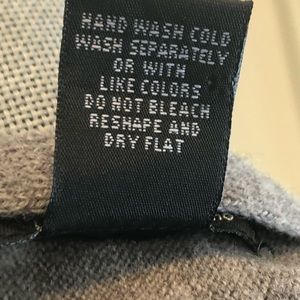 HAND WASH COLD
WASH SEPARATELY
OR WITH
LIKE COLORS
DO NOT BLEACH
RESHAPE AND
DRY FLAT